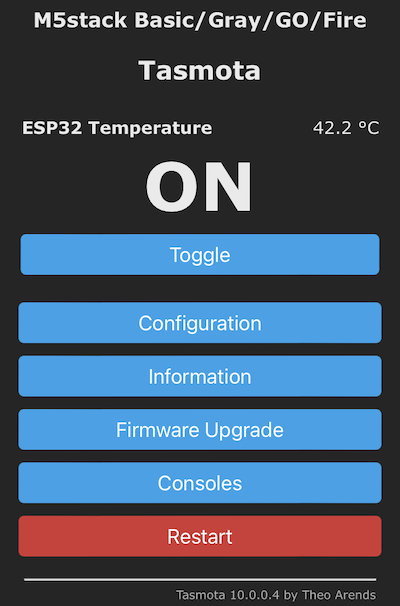 M5stack Basic/Gray/GO/Fire
Tasmota
ESP32 Temperature 42.2 °C
ON
Toggle
Configuration
Information
Firmware Upgrade
Consoles
Restart
Tasmota 10.0.0.4 by Theo Arends